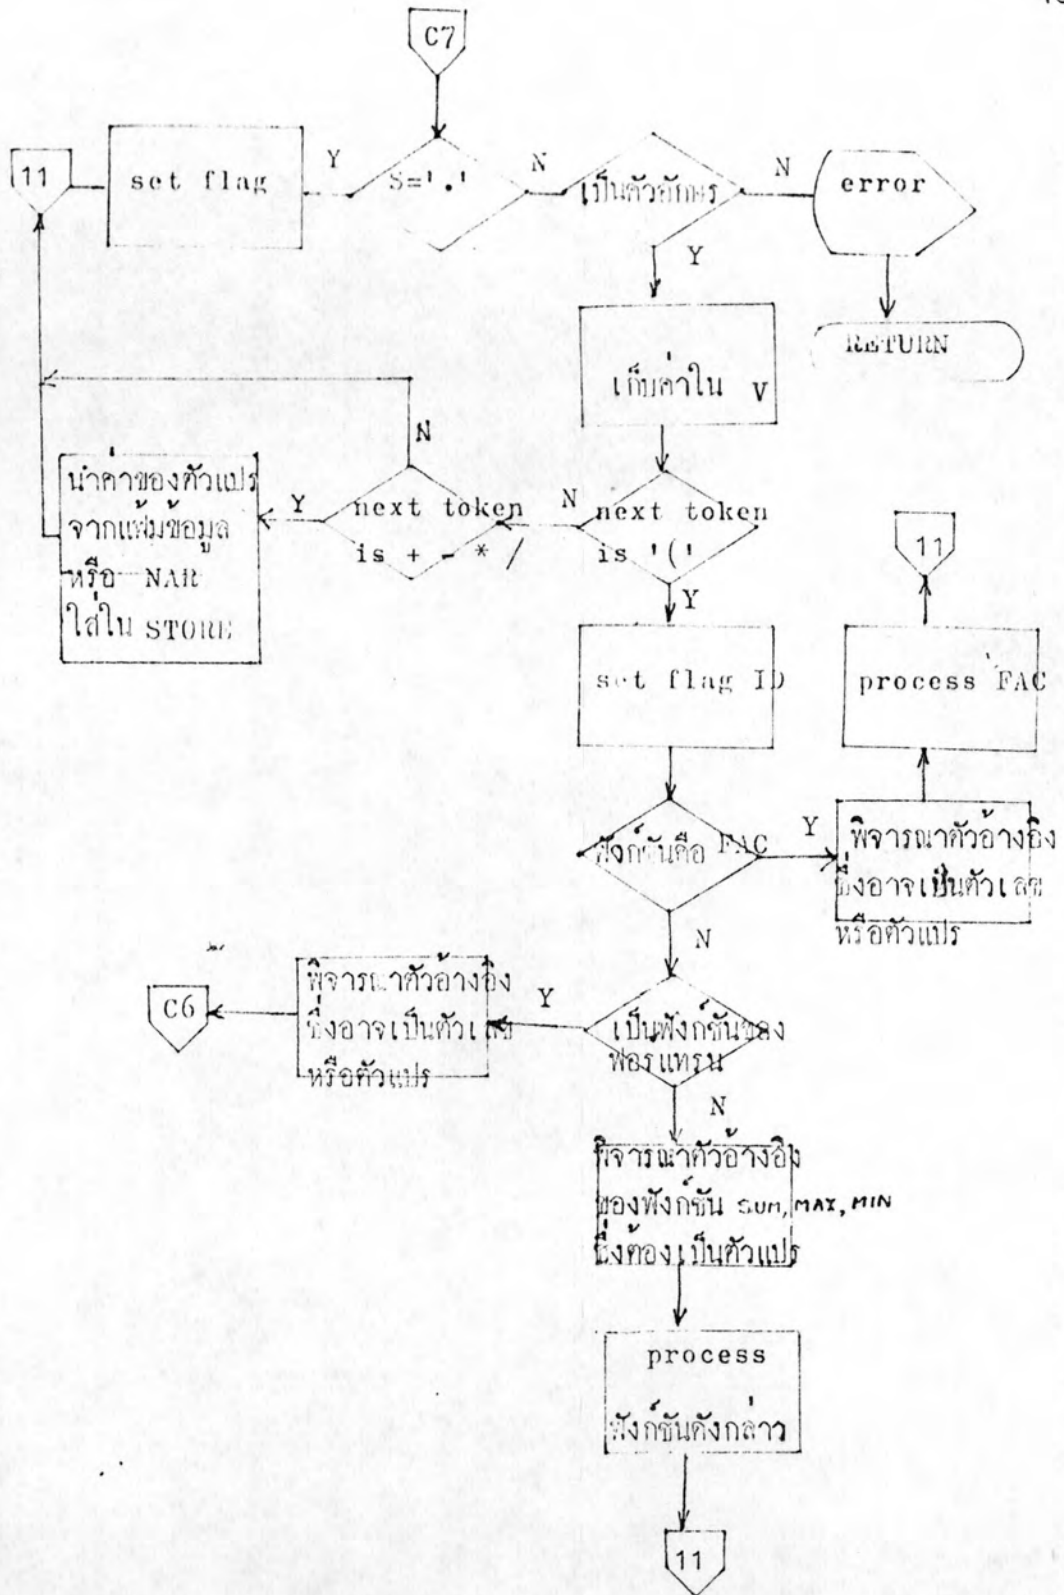 C7
11
set flag
Y
S='.'
N
เป็นตัวอักษร
N
error
Y
RETURN
เก็บค่าใน V
N
นำค่าของตัวแปร
จากแฟ้มข้อมูล
หรือ NAR
ใส่ใน STORE
Y
next token
is + - * /
N
next token
is '('
11
Y
set flag ID
process FAC
ฟังก์ชันคือ FAC
Y
พิจารณาตัวอ้างอิง
ซึ่งอาจเป็นตัวเลข
หรือตัวแปร
N
C6
พิจารณาตัวอ้างอิง
ซึ่งอาจเป็นตัวเลข
หรือตัวแปร
Y
เป็นฟังก์ชันของ
ฟอร์แทรน
N
พิจารณาตัวอ้างอิง
ของฟังก์ชัน SUM, MAX, MIN
ซึ่งต้องเป็นตัวแปร
process
ฟังก์ชันดังกล่าว
11